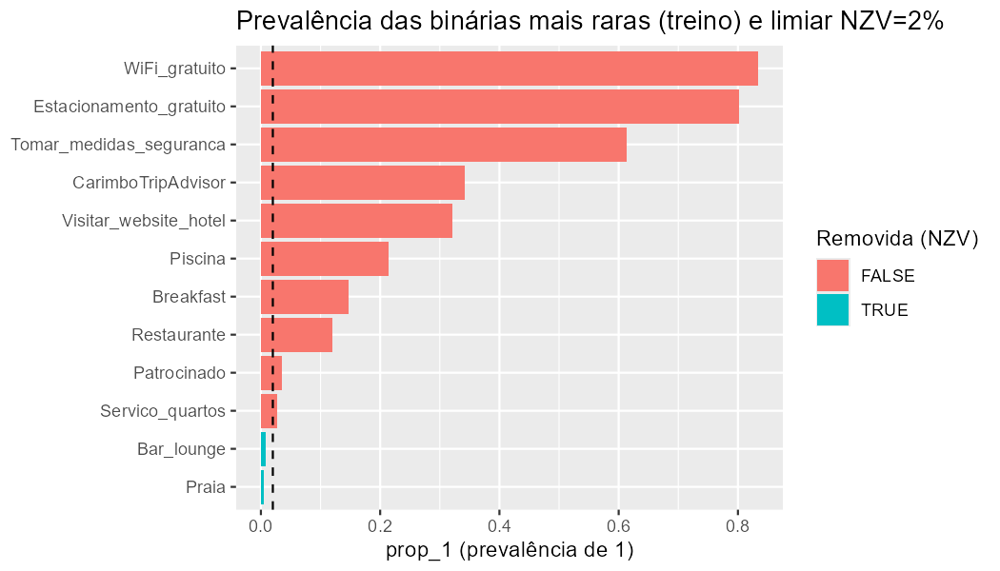 Prevalência das binárias mais raras (treino) e limiar NZV=2%
WiFi_gratuito
Estacionamento_gratuito
Tomar_medidas_seguranca
CarimboTripAdvisor
Visitar_website_hotel
Piscina
Breakfast
Restaurante
Patrocinado
Servico_quartos
Bar_lounge
Praia
0.0 0.2 0.4 0.6 0.8
prop_1 (prevalência de 1)
Removida (NZV)
FALSE
TRUE